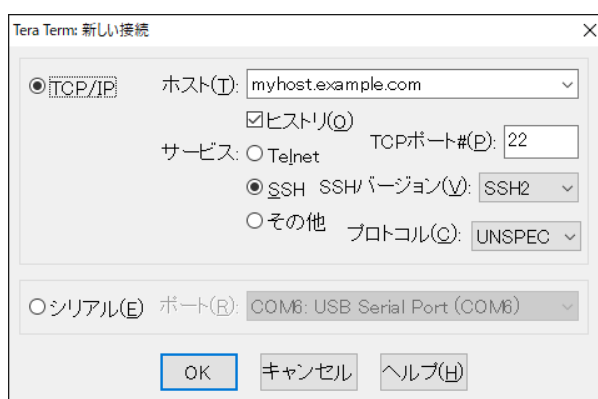 Tera Term: 新しい接続
TCP/IP ホスト(T): myhost.example.com
ヒストリ(O)
サービス: Telnet TCPポート#(P): 22
SSH SSHバージョン(V): SSH2
その他 プロトコル(C): UNSPEC
シリアル(E) ポート(R): COM6: USB Serial Port (COM6)
OK キャンセル ヘルプ(H)